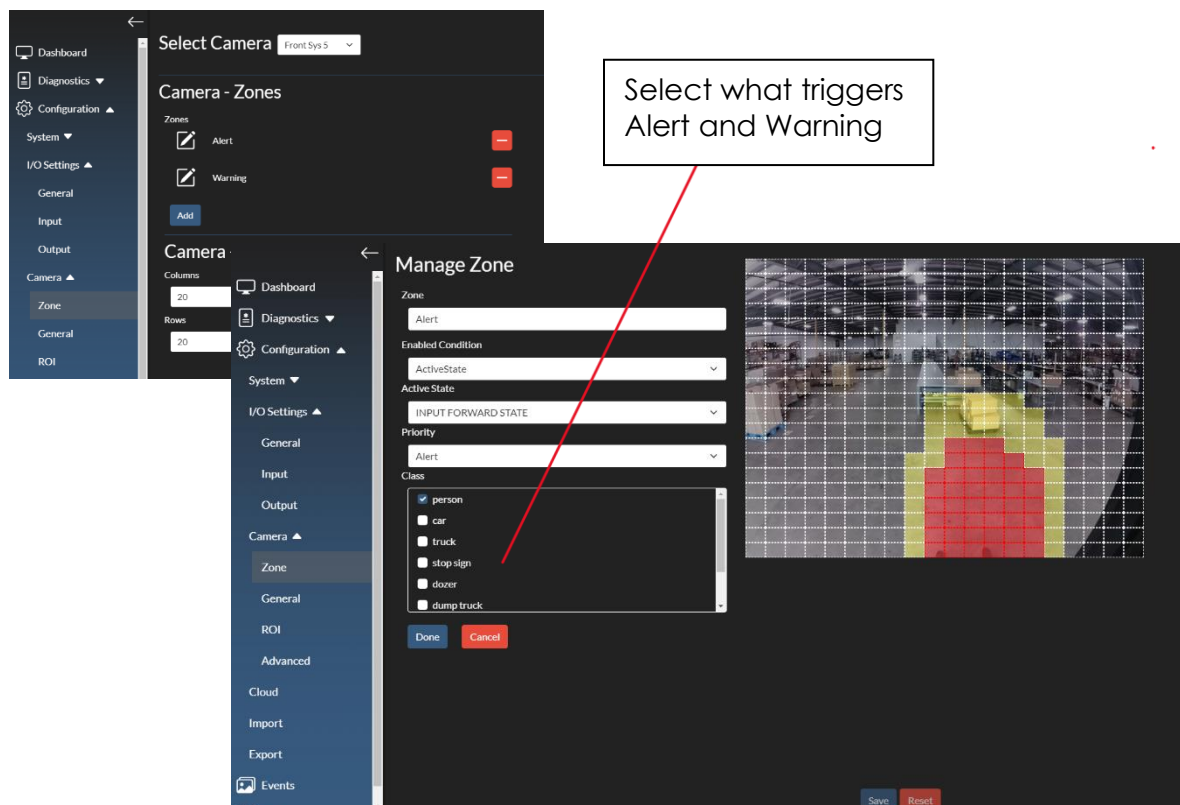 Select what triggers
Alert and Warning
Dashboard
Diagnostics
Configuration
System
I/O Settings
General
Input
Output
Camera
Zone
General
ROI
Select Camera Front Sys 5
Camera - Zones
Zones
Alert
Warning
Add
Camera -
Columns
20
Rows
20
Dashboard
Diagnostics
Configuration
System
I/O Settings
General
Input
Output
Camera
Zone
General
ROI
Advanced
Cloud
Import
Export
Events
Manage Zone
Zone
Alert
Enabled Condition
ActiveState
Active State
INPUT FORWARD STATE
Priority
Alert
Class
person
car
truck
stop sign
dozer
dump truck
Done Cancel
Save Reset